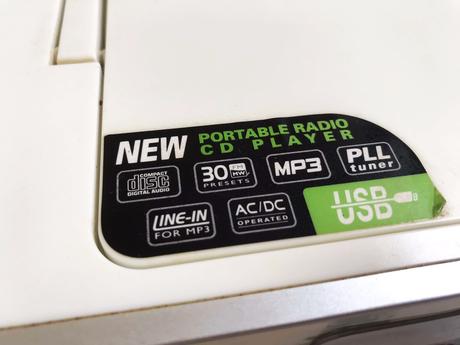 NEW PORTABLE RADIO
CD PLAYER
COMPACT
disc
DIGITAL AUDIO
30 FM
MW
PRESETS
MP3
PLL
tuner
LINE-IN
FOR MP3
AC/DC
OPERATED
USB